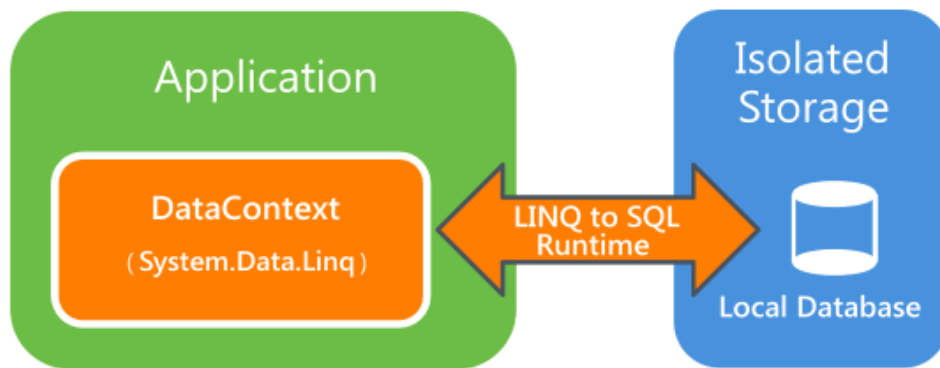 Application
DataContext
(System.Data.Linq)
LINQ to SQL
Runtime
Isolated
Storage
Local Database